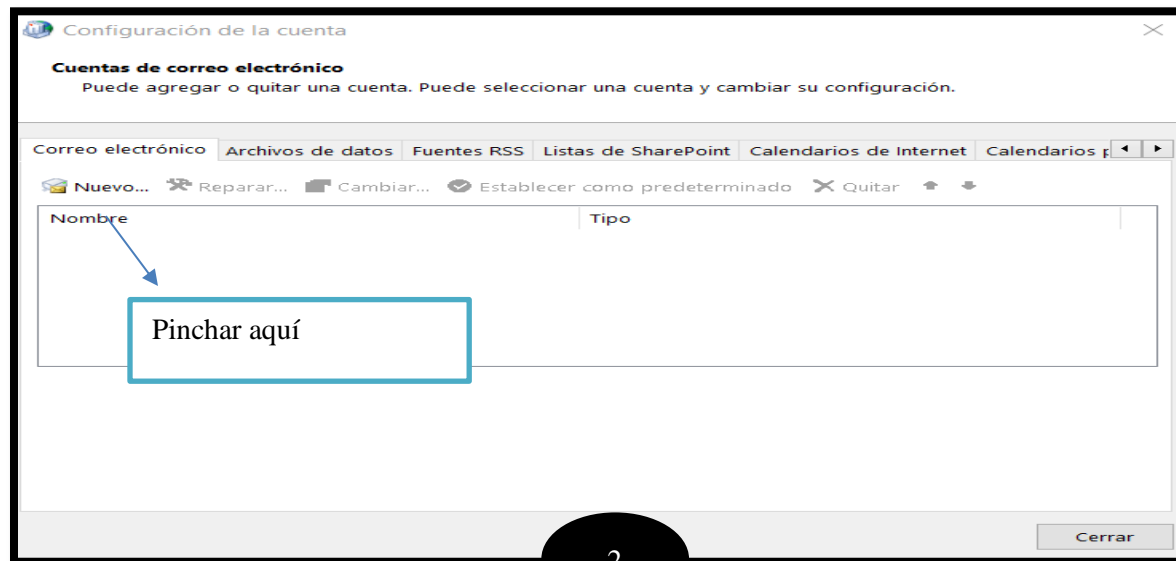 Configuración de la cuenta
Cuentas de correo electrónico
Puede agregar o quitar una cuenta. Puede seleccionar una cuenta y cambiar su configuración.
Correo electrónico Archivos de datos Fuentes RSS Listas de SharePoint Calendarios de Internet Calendarios
Nuevo... Reparar... Cambiar... Establecer como predeterminado Quitar
Nombre Tipo
Pinchar aquí
Cerrar